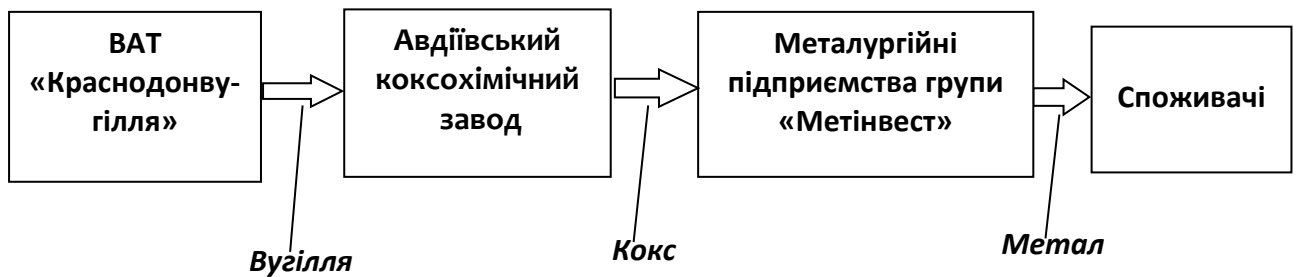 ВАТ
«Краснодонву-
гілля»
Авдіївський
коксохімічний
завод
Металургійні
підприємства групи
«Метінвест»
Споживачі
Вугілля
Кокс
Метал